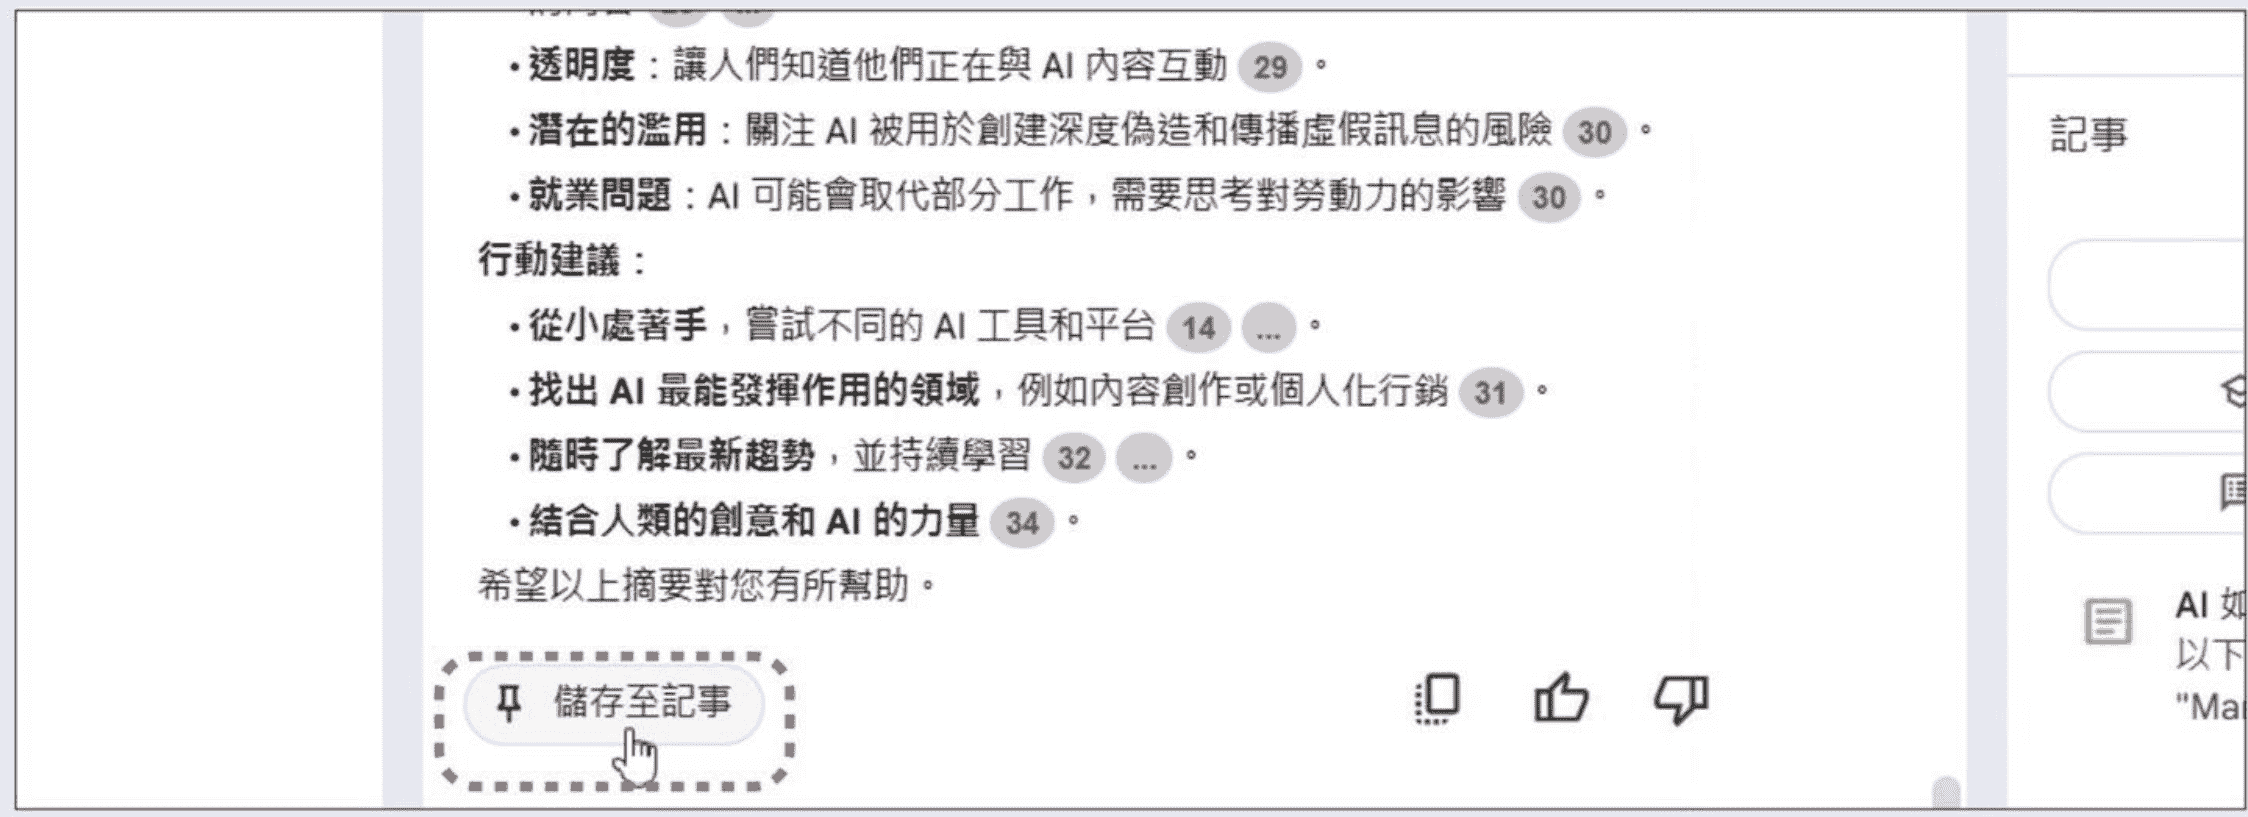 • 透明度：讓人們知道他們正在與 AI 內容互動 29 。
• 潛在的濫用：關注 AI 被用於創建深度偽造和傳播虛假訊息的風險 30 。
• 就業問題：AI 可能會取代部分工作，需要思考對勞動力的影響 30 。
行動建議：
• 從小處著手，嘗試不同的 AI 工具和平台 14 ... 。
• 找出 AI 最能發揮作用的領域，例如內容創作或個人化行銷 31 。
• 隨時了解最新趨勢，並持續學習 32 ... 。
• 結合人類的創意和 AI 的力量 34 。
希望以上摘要對您有所幫助。
儲存至記事
記事
AI 如
以下
"Mar